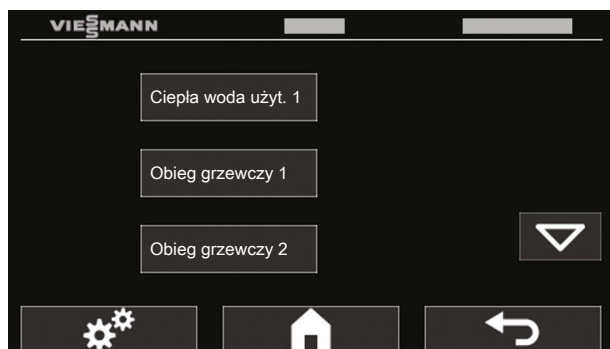 VIESMANN
Ciepła woda użyt. 1
Obieg grzewczy 1
Obieg grzewczy 2